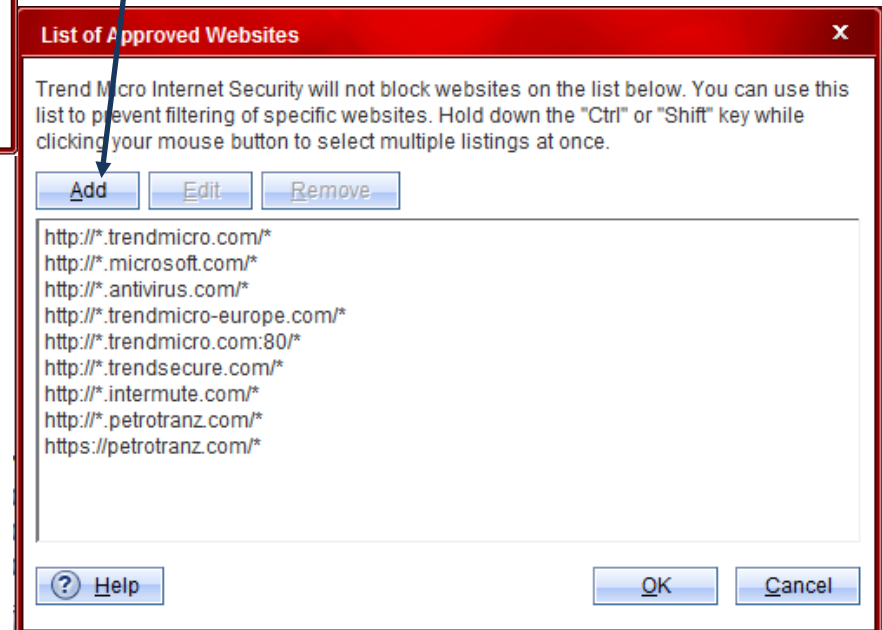 List of Approved Websites
x
Trend Micro Internet Security will not block websites on the list below. You can use this
list to prevent filtering of specific websites. Hold down the "Ctrl" or "Shift" key while
clicking your mouse button to select multiple listings at once.
Add Edit Remove
http://*.trendmicro.com/*
http://*.microsoft.com/*
http://*.antivirus.com/*
http://*.trendmicro-europe.com/*
http://*.trendmicro.com:80/*
http://*.trendsecure.com/*
http://*.intermute.com/*
http://*.petrotranz.com/*
https://petrotranz.com/*
? Help OK Cancel